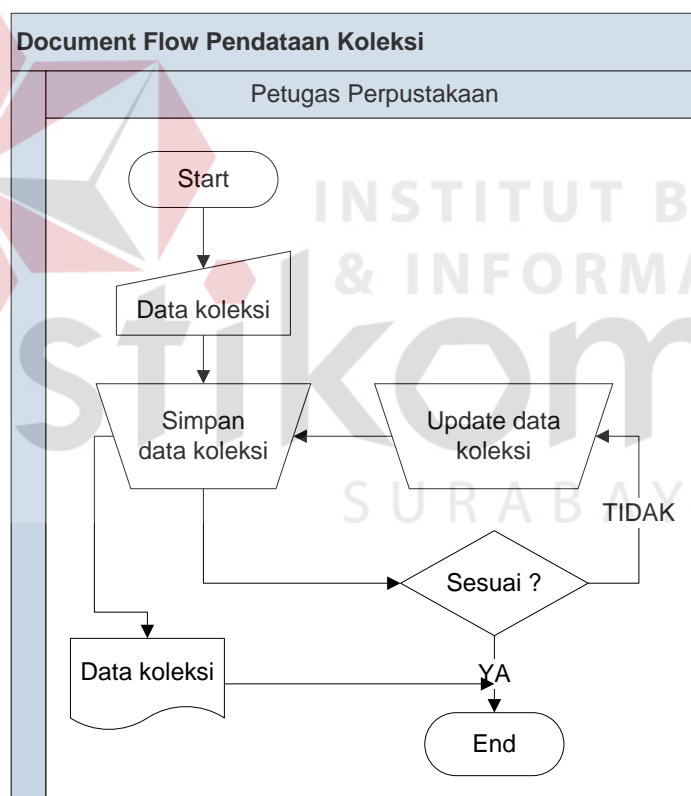 Document Flow Pendataan Koleksi
Petugas Perpustakaan
Start
INSTITUT B
& INFORMA
Data koleksi
stikom
Simpan
data koleksi
Update data
koleksi
SURABAY
TIDAK
Sesuai ?
Data koleksi
YA
End